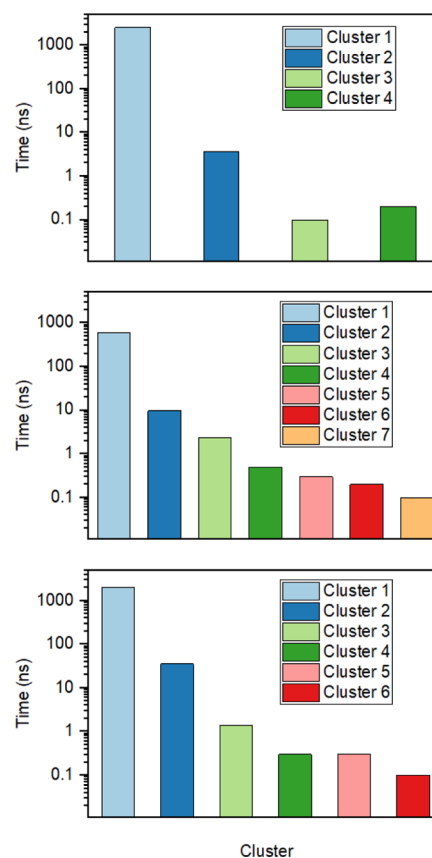 Time (ns)
1000
100
10
1
0.1
Cluster 1
Cluster 2
Cluster 3
Cluster 4
Time (ns)
1000
100
10
1
0.1
Cluster 1
Cluster 2
Cluster 3
Cluster 4
Cluster 5
Cluster 6
Cluster 7
Time (ns)
1000
100
10
1
0.1
Cluster 1
Cluster 2
Cluster 3
Cluster 4
Cluster 5
Cluster 6
Cluster